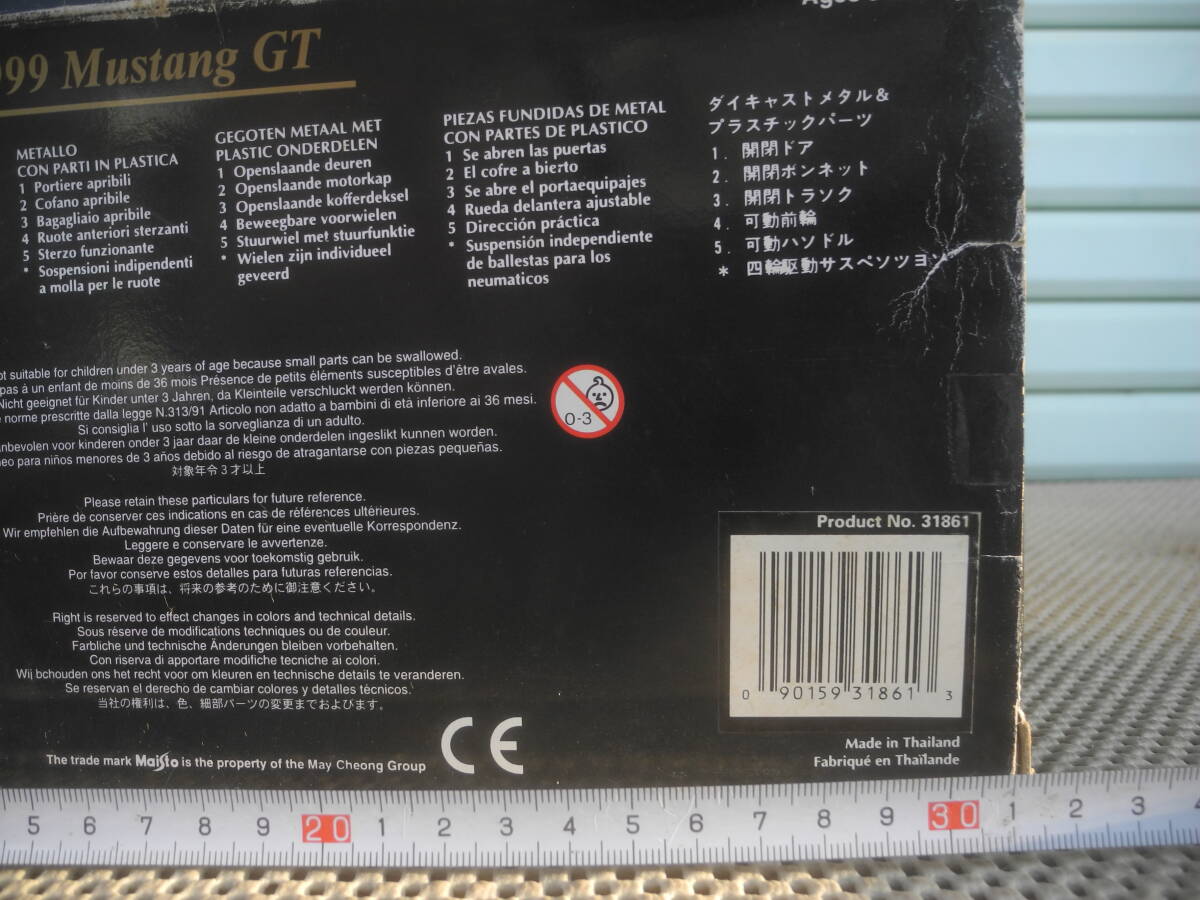 Mustang GT
METALLO
CON PARTI IN PLASTICA
1 Portiere apribili
2 Cofano apribile
3 Bagagliaio apribile
4 Ruote anteriori sterzanti
5 Sterzo funzionante
* Sospensioni indipendenti
a molla per le ruote
GEGOTEN METAAL MET
PLASTIC ONDERDELEN
1 Openslaande deuren
2 Openslaande motorkap
3 Openslaande kofferdeksel
4 Beweegbare voorwielen
5 Stuurwiel met stuurfunktie
* Wielen zijn individueel
geveerd
PIEZAS FUNDIDAS DE METAL
CON PARTES DE PLASTICO
1 Se abren las puertas
2 El cofre a bierto
3 Se abre el portaequipajes
4 Rueda delantera ajustable
5 Dirección práctica
* Suspensión independiente
de ballestas para los
neumaticos
ダイキャストメタル&
プラスチックパーツ
1. 開閉ドア
2. 開閉ボンネット
3. 開閉トランク
4. 可動前輪
5. 可動ハンドル
* 四輪駆動サスペンション
suitable for children under 3 years of age because small parts can be swallowed.
pas à un enfant de moins de 36 mois Présence de petits éléments susceptibles d'être avales.
Nicht geeignet für Kinder unter 3 Jahren, da Kleinteile verschluckt werden können.
norme prescritte dalla legge N.313/91 Articolo non adatto a bambini di età inferiore ai 36 mesi.
Si consiglia l' uso sotto la sorveglianza di un adulto.
voor kinderen onder 3 jaar daar de kleine onderdelen ingeslikt kunnen worden.
para niños menores de 3 años debido al riesgo de atragantarse con piezas pequeñas.
対象年令3才以上
0-3
Please retain these particulars for future reference.
Prière de conserver ces indications en cas de références ultérieures.
Wir empfehlen die Aufbewahrung dieser Daten für eine eventuelle Korrespondenz.
Leggere e conservare le avvertenze.
Bewaar deze gegevens voor toekomstig gebruik.
Por favor conserve estos detalles para futuras referencias.
これらの事項は、将来の参考のために御注意ください。
Right is reserved to effect changes in colors and technical details.
Sous réserve de modifications techniques ou de couleur.
Farbliche und technische Änderungen bleiben vorbehalten.
Con riserva di apportare modifiche tecniche ai colori.
Wij bchouden ons het recht voor om kleuren en technische details te veranderen.
Se reservan el derecho de cambiar colores y detalles técnicos.
当社の権利は、色、細部パーツの変更までおよびます。
The trade mark Maisto is the property of the May Cheong Group
CE
Product No. 31861
0 90159 31861 3
Made in Thailand
Fabriqué en Thaïlande
5 6 7 8 9 20 1 2 3 4 5 6 7 8 9 30 1 2 3 4